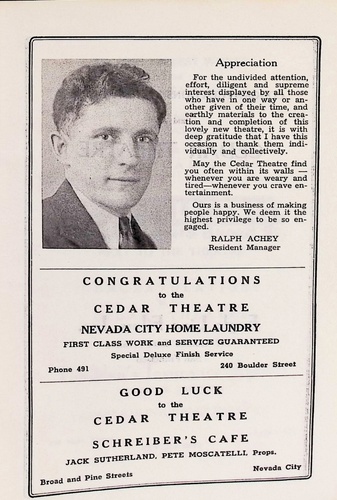 Appreciation
For the undivided attention,
effort, diligent and supreme
interest displayed by all those
who have in one way or an-
other given of their time, and
earthly materials to the crea-
tion and completion of this
lovely new theatre, it is with
deep gratitude that I have this
occasion to thank them indi-
vidually and collectively.
May the Cedar Theatre find
you often within its walls —
whenever you are weary and
tired—whenever you crave en-
tertainment.
Ours is a business of making
people happy. We deem it the
highest privilege to be so en-
gaged.
RALPH ACHEY
Resident Manager
CONGRATULATIONS
to the
CEDAR THEATRE
NEVADA CITY HOME LAUNDRY
FIRST CLASS WORK and SERVICE GUARANTEED
Special Deluxe Finish Service
Phone 491 240 Boulder Street
GOOD LUCK
to the
CEDAR THEATRE
SCHREIBER'S CAFE
JACK SUTHERLAND, PETE MOSCATELLI, Props.
Broad and Pine Streets Nevada City